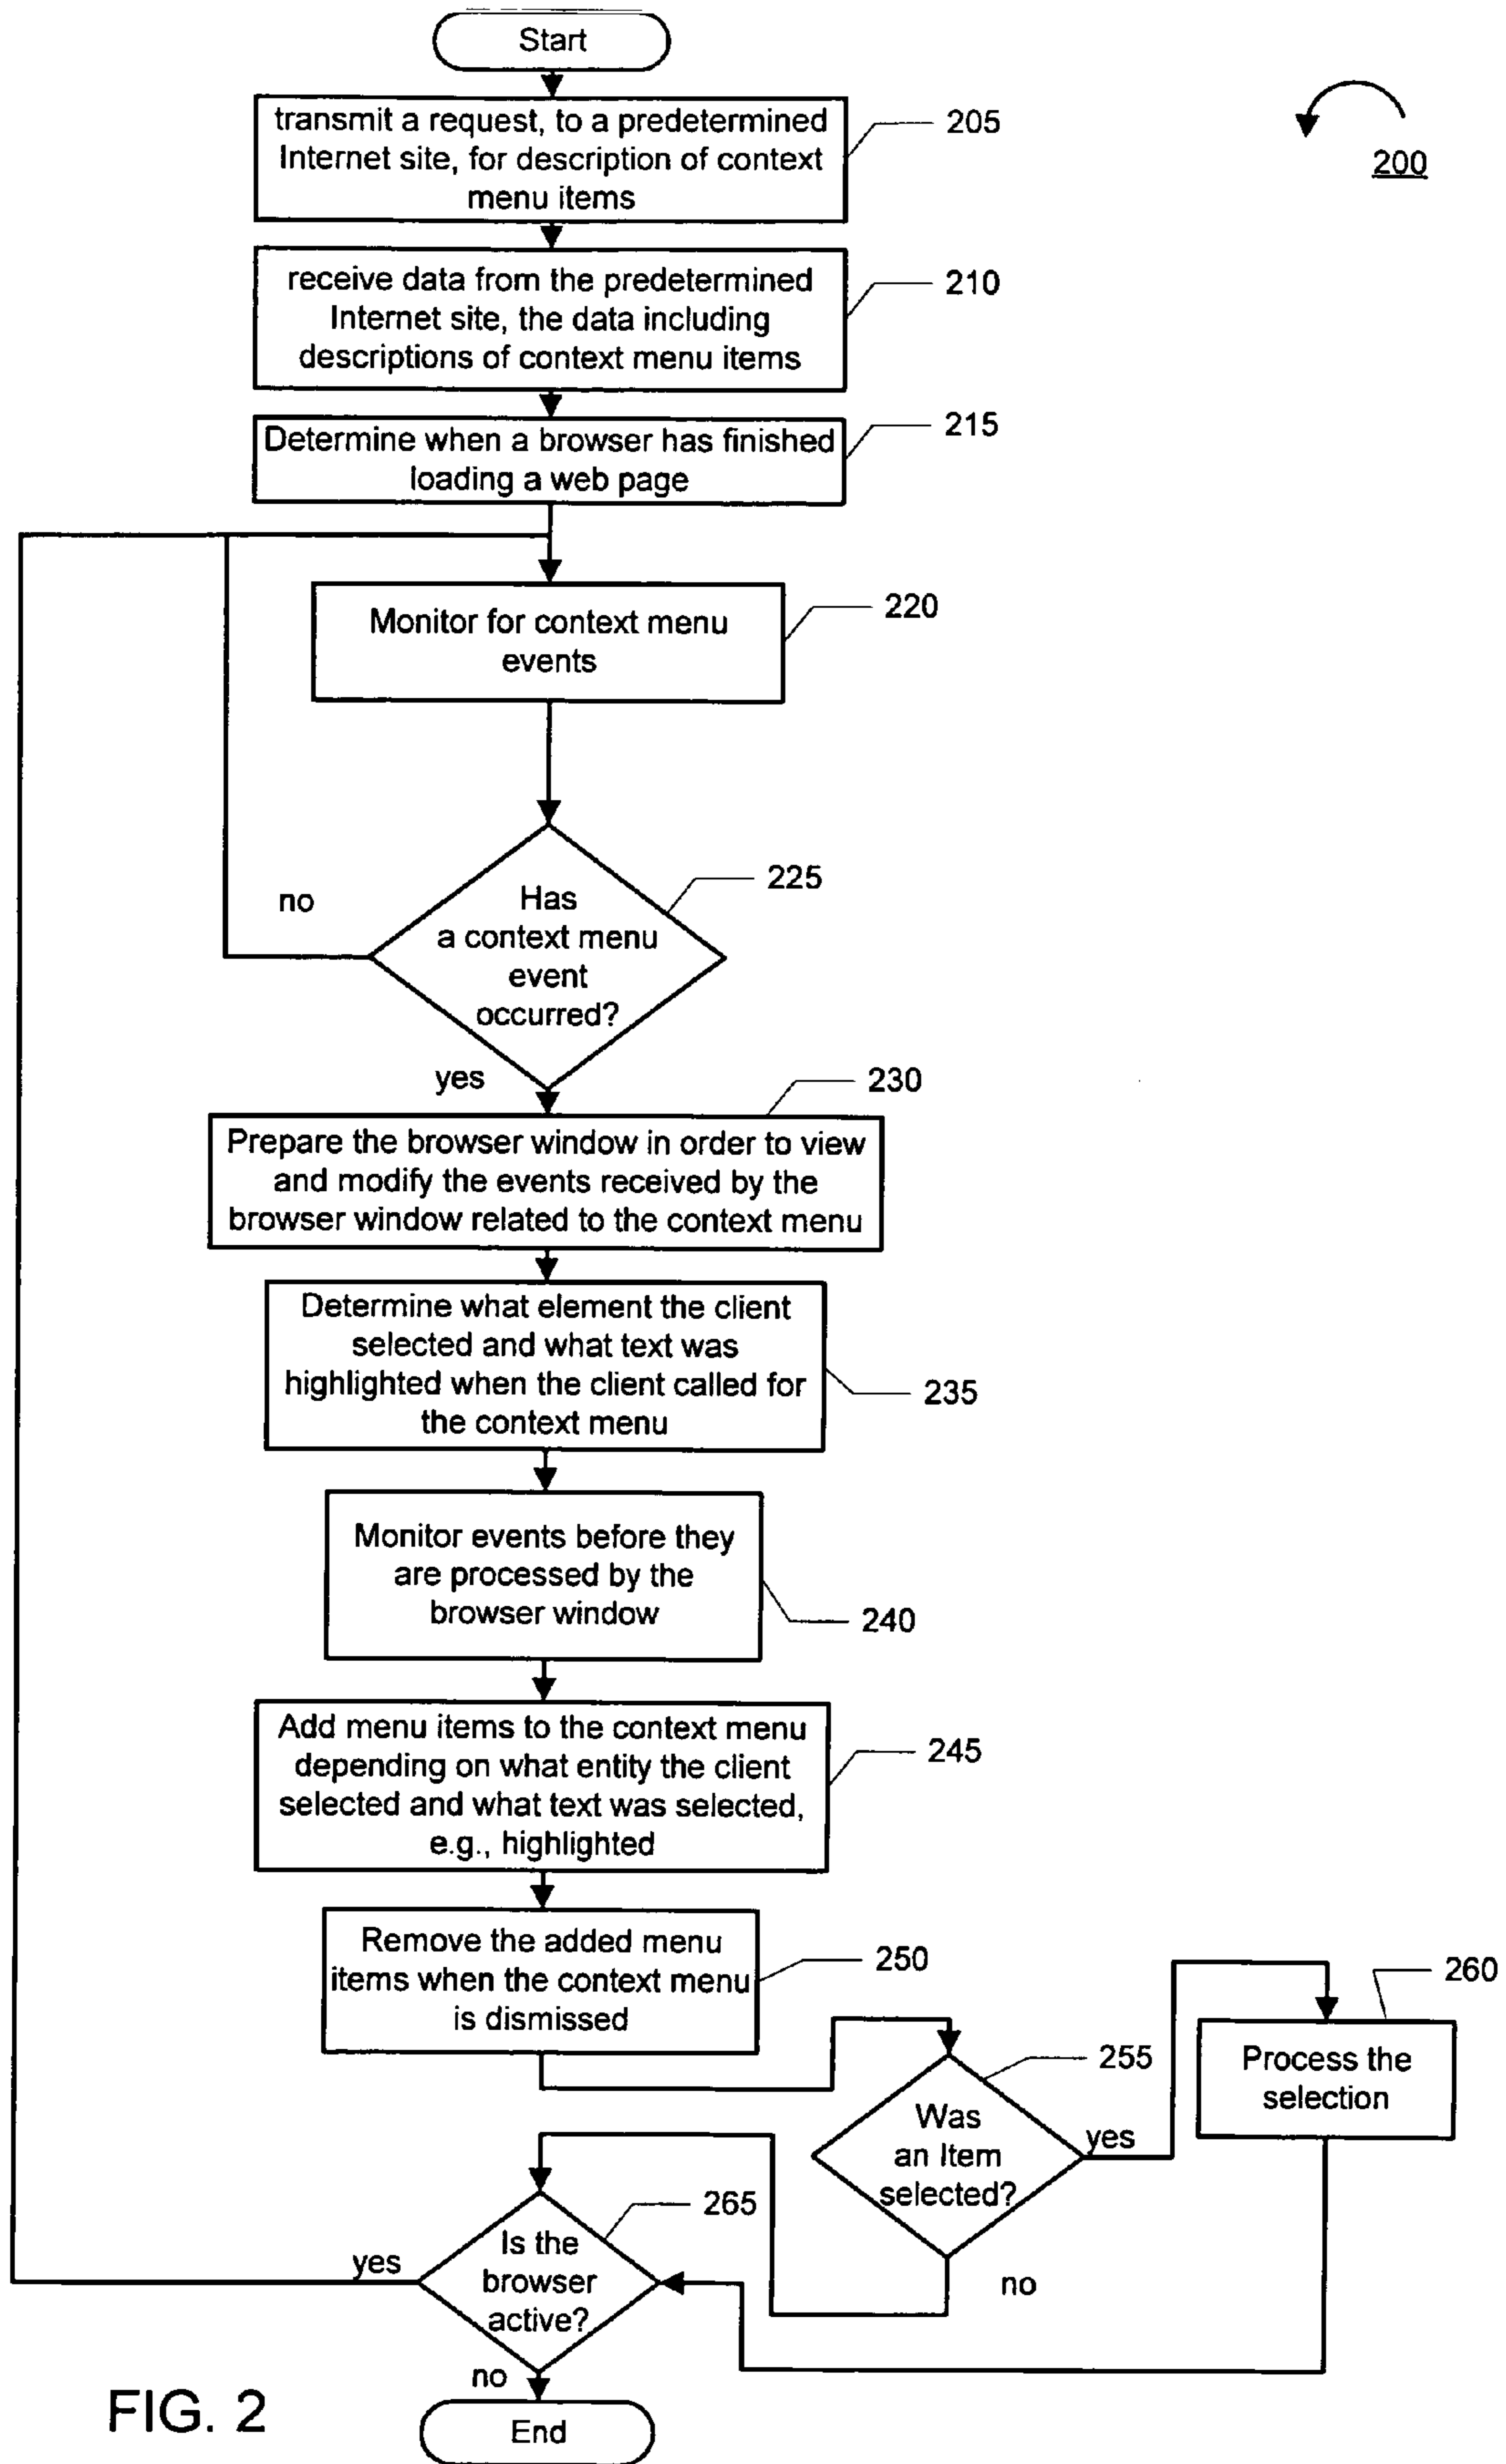 Start
transmit a request, to a predetermined
Internet site, for description of context
menu items
205
200
receive data from the predetermined
Internet site, the data including
descriptions of context menu items
210
Determine when a browser has finished
loading a web page
215
Monitor for context menu
events
220
Has
a context menu
event
occurred?
225
no
yes
230
Prepare the browser window in order to view
and modify the events received by the
browser window related to the context menu
Determine what element the client
selected and what text was
highlighted when the client called for
the context menu
235
Monitor events before they
are processed by the
browser window
240
Add menu items to the context menu
depending on what entity the client
selected and what text was selected,
e.g., highlighted
245
Remove the added menu
items when the context menu
is dismissed
250
255
Was
an Item
selected?
yes
no
260
Process the
selection
265
Is the
browser
active?
yes
no
End
FIG. 2